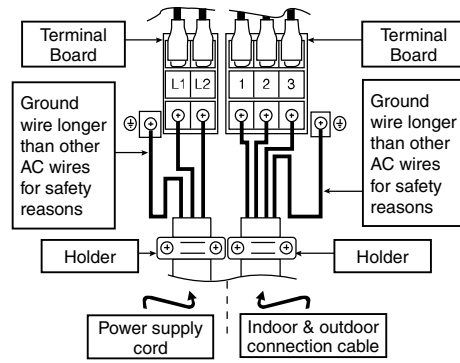 Terminal
Board
Terminal
Board
L1 L2
1 2 3
Ground
wire longer
than other
AC wires
for safety
reasons
Ground
wire longer
than other
AC wires
for safety
reasons
Holder
Holder
Power supply
cord
Indoor & outdoor
connection cable